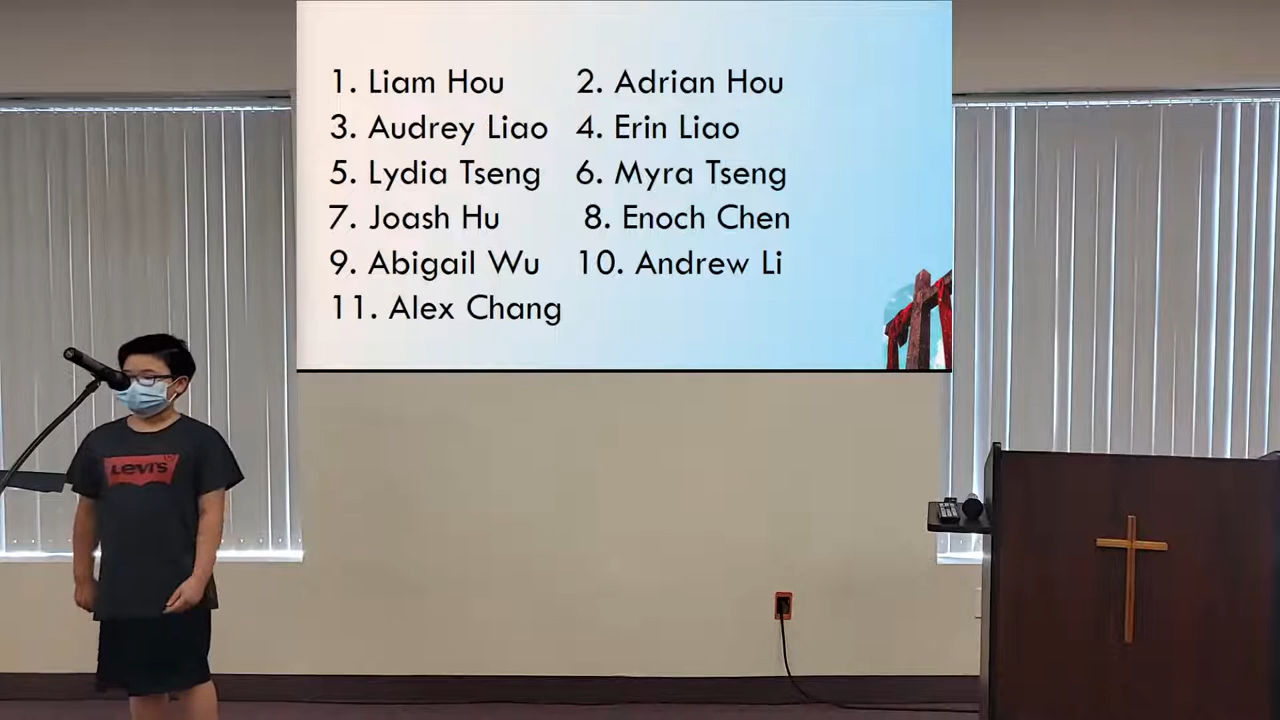 1. Liam Hou 2. Adrian Hou
3. Audrey Liao 4. Erin Liao
5. Lydia Tseng 6. Myra Tseng
7. Joash Hu 8. Enoch Chen
9. Abigail Wu 10. Andrew Li
11. Alex Chang
Levi's